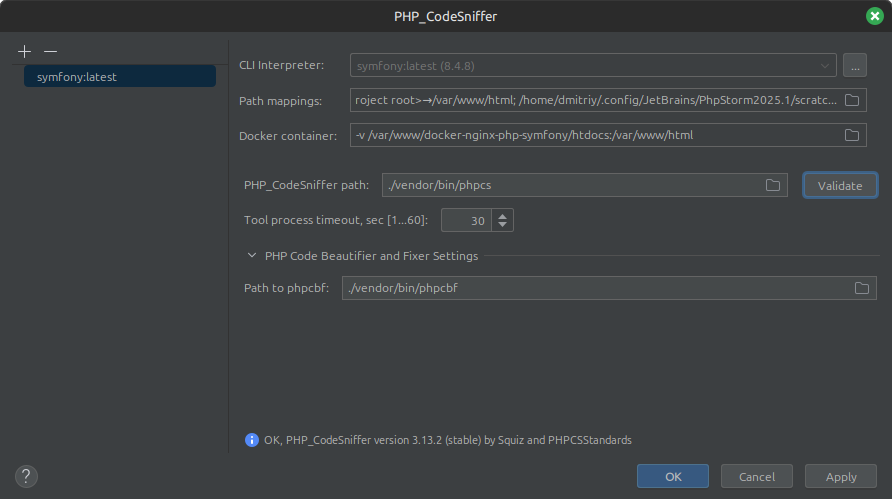 PHP_CodeSniffer
symfony:latest
CLI Interpreter: symfony:latest (8.4.8) ...
Path mappings: roject root>→/var/www/html; /home/dmitriy/.config/JetBrains/PhpStorm2025.1/scratc...
Docker container: -v /var/www/docker-nginx-php-symfony/htdocs:/var/www/html
PHP_CodeSniffer path: ./vendor/bin/phpcs Validate
Tool process timeout, sec [1...60]: 30
PHP Code Beautifier and Fixer Settings
Path to phpcbf: ./vendor/bin/phpcbf
OK, PHP_CodeSniffer version 3.13.2 (stable) by Squiz and PHPCSStandards
? OK Cancel Apply